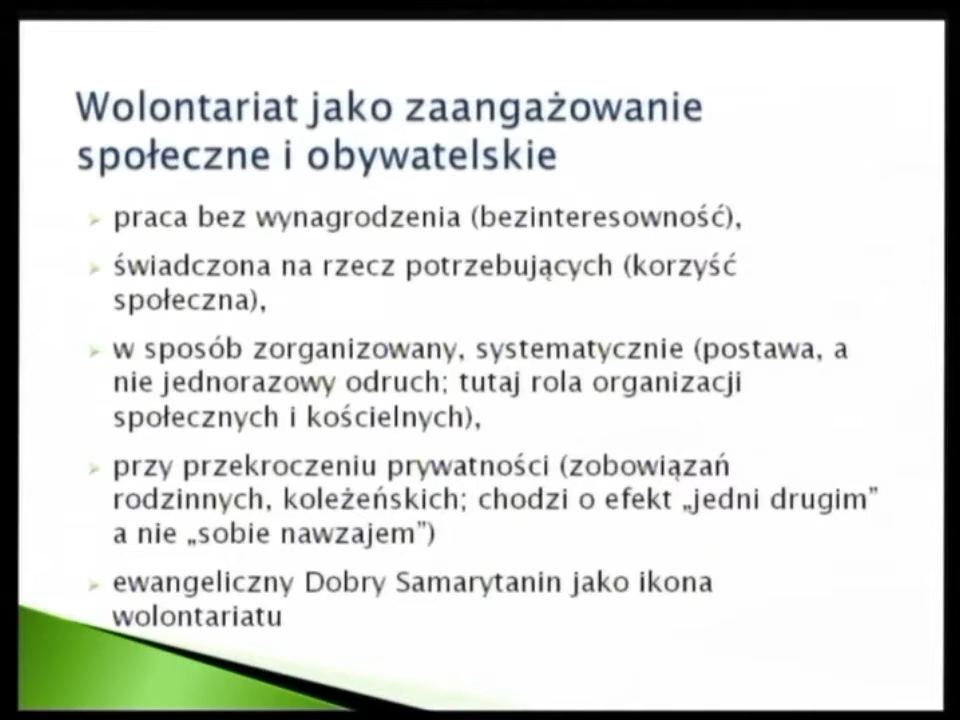 Wolontariat jako zaangażowanie
społeczne i obywatelskie
praca bez wynagrodzenia (bezinteresowność),
świadczona na rzecz potrzebujących (korzyść
społeczna),
w sposób zorganizowany, systematycznie (postawa, a
nie jednorazowy odruch; tutaj rola organizacji
społecznych i kościelnych),
przy przekroczeniu prywatności (zobowiązań
rodzinnych, koleżeńskich; chodzi o efekt „jedni drugim”
a nie „sobie nawzajem”)
ewangeliczny Dobry Samarytanin jako ikona
wolontariatu